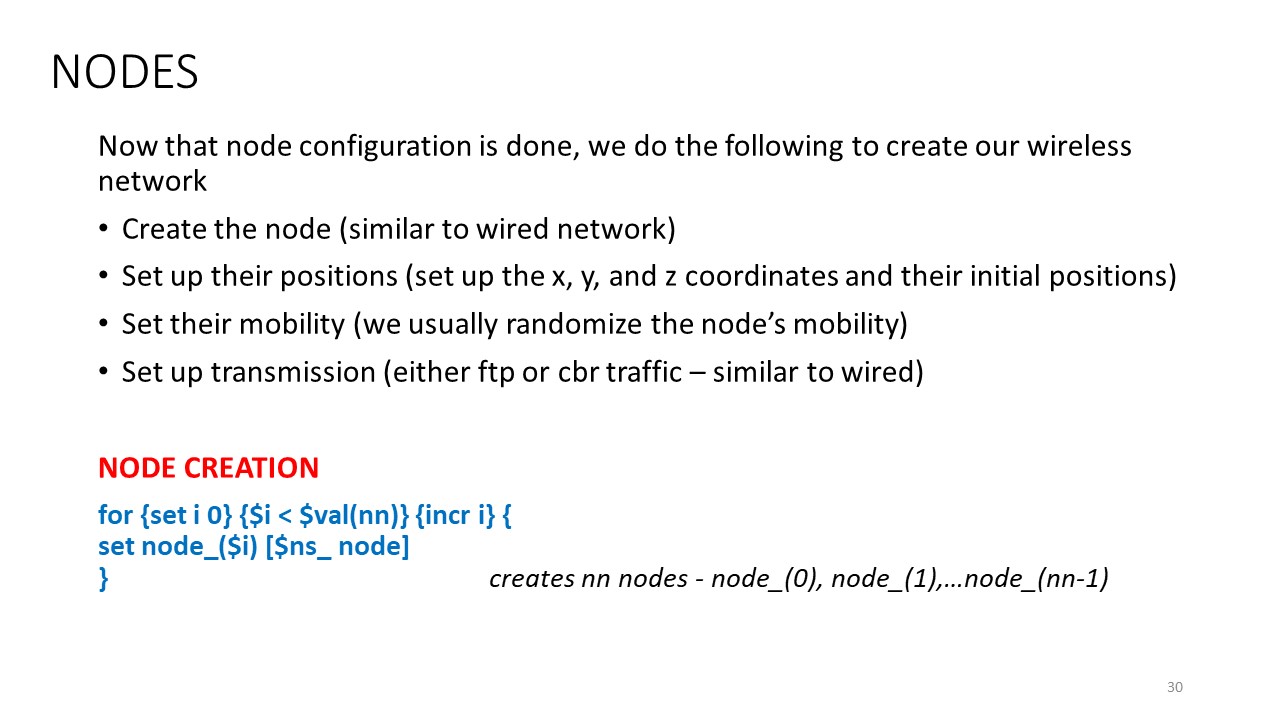 NODES
Now that node configuration is done, we do the following to create our wireless
network
• Create the node (similar to wired network)
• Set up their positions (set up the x, y, and z coordinates and their initial positions)
• Set their mobility (we usually randomize the node’s mobility)
• Set up transmission (either ftp or cbr traffic – similar to wired)
NODE CREATION
for {set i 0} {$i < $val(nn)} {incr i} {
set node_($i) [$ns_ node]
} creates nn nodes - node_(0), node_(1),…node_(nn-1)
30